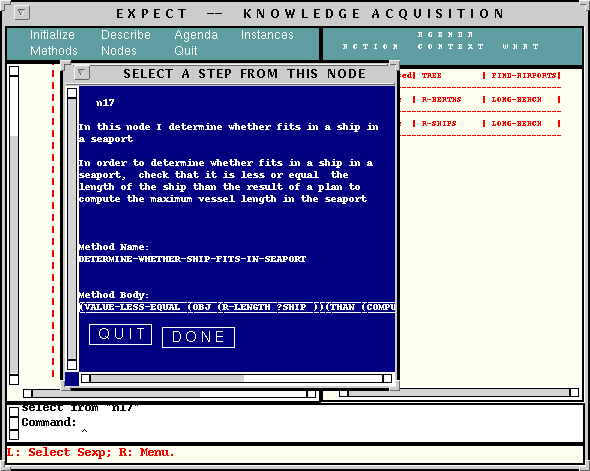 EXPECT -- KNOWLEDGE ACQUISITION
Initialize Describe Agenda Instances
Methods Nodes Quit
AGENDA
ACTION CONTEXT WHAT
SELECT A STEP FROM THIS NODE
n17
In this node I determine whether fits in a ship in
a seaport
In order to determine whether fits in a ship in a
seaport, check that it is less or equal the
length of the ship than the result of a plan to
compute the maximum vessel length in the seaport
Method Name:
DETERMINE-WHETHER-SHIP-FITS-IN-SEAPORT
Method Body:
(VALUE-LESS-EQUAL (OBJ (R-LENGTH ?SHIP ))(THAN (COMPU
QUIT DONE
ed| TREE | FIND-AIRPORTS|
| R-BERTHS | LONG-BEACH
| R-SHIPS | LONG-BEACH
select from "n17"
Command:
^
L: Select Sexp; R: Menu.